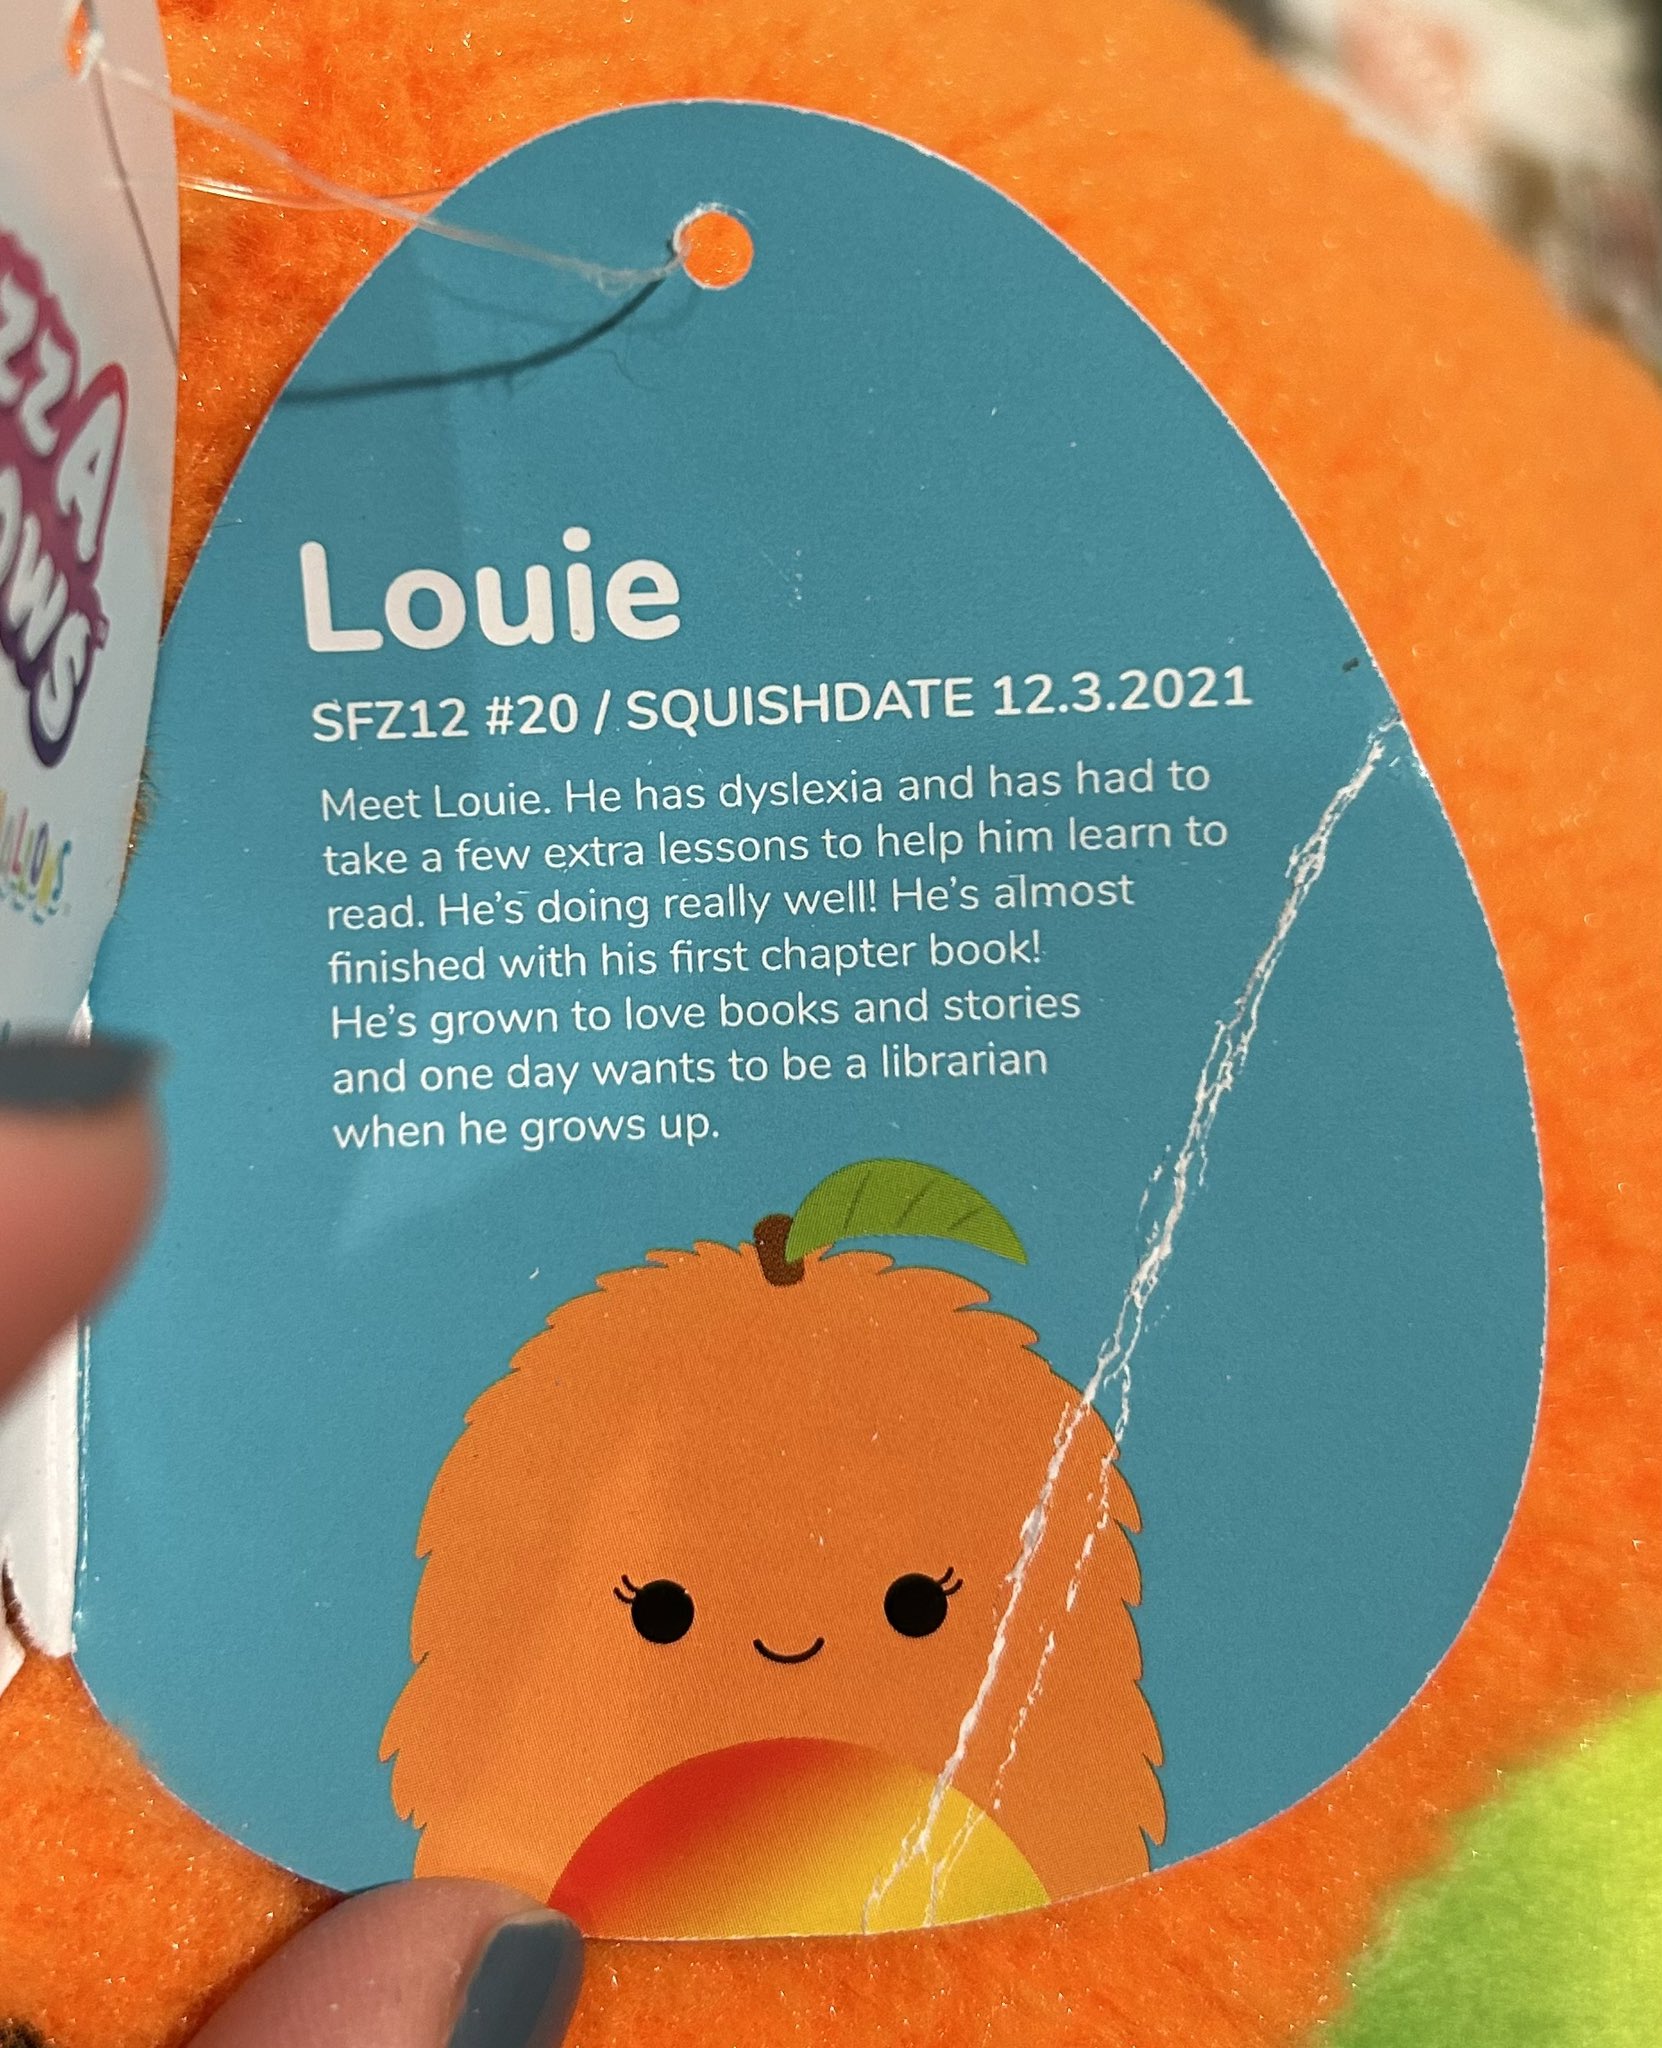 Louie
SFZ12 #20 / SQUISHDATE 12.3.2021
Meet Louie. He has dyslexia and has had to
take a few extra lessons to help him learn to
read. He's doing really well! He's almost
finished with his first chapter book!
He's grown to love books and stories
and one day wants to be a librarian
when he grows up.